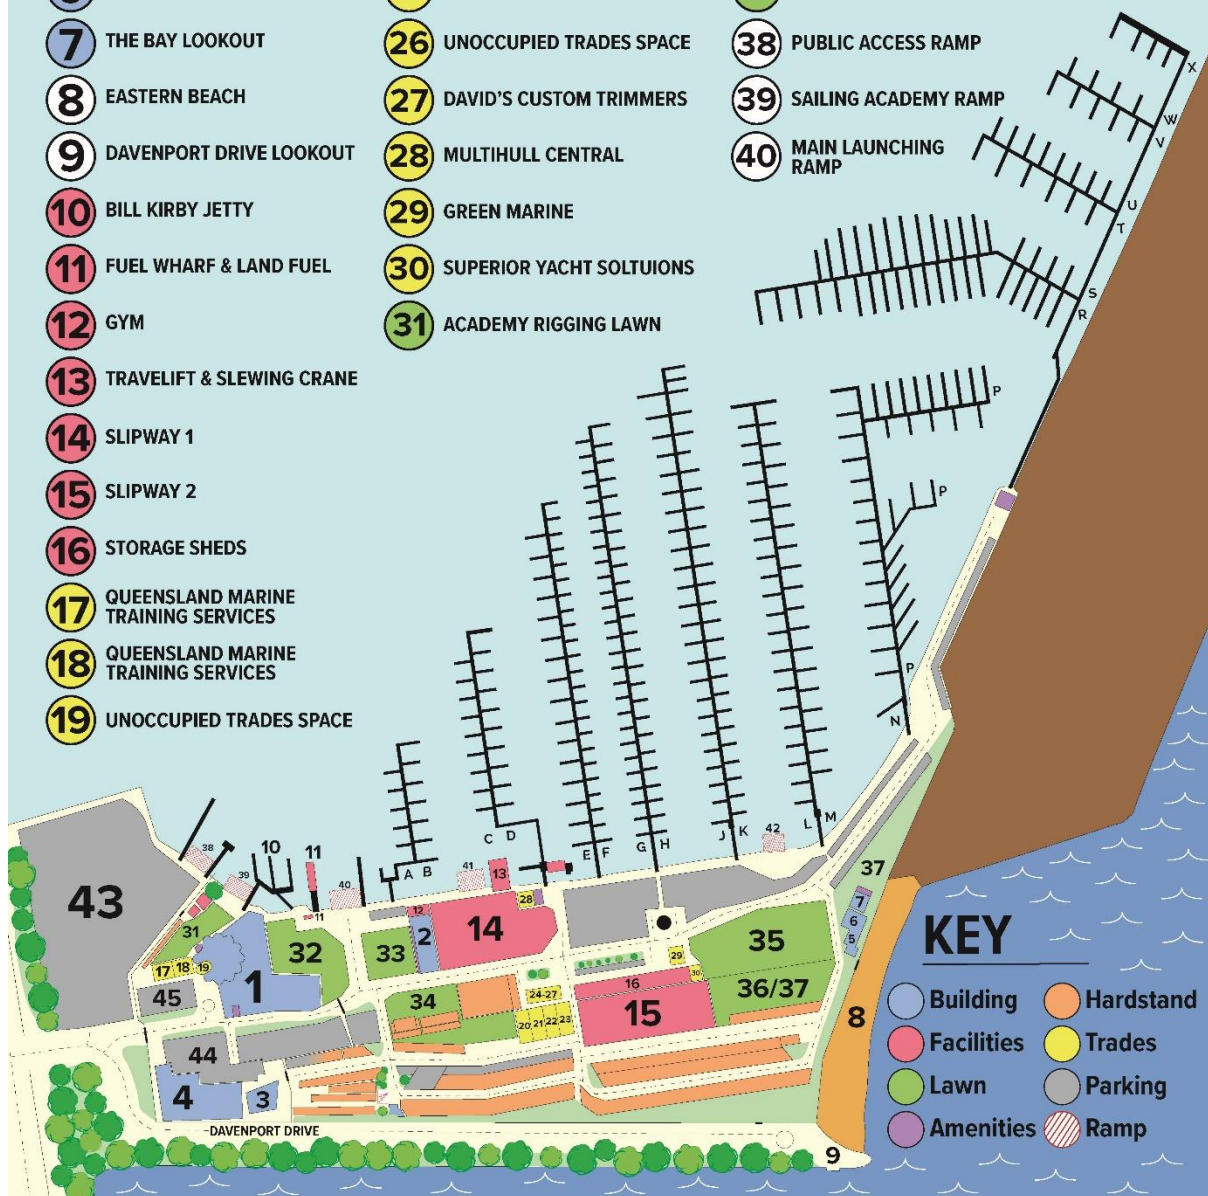 7 THE BAY LOOKOUT
8 EASTERN BEACH
9 DAVENPORT DRIVE LOOKOUT
10 BILL KIRBY JETTY
11 FUEL WHARF & LAND FUEL
12 GYM
13 TRAVELIFT & SLEWING CRANE
14 SLIPWAY 1
15 SLIPWAY 2
16 STORAGE SHEDS
17 QUEENSLAND MARINE
TRAINING SERVICES
18 QUEENSLAND MARINE
TRAINING SERVICES
19 UNOCCUPIED TRADES SPACE
26 UNOCCUPIED TRADES SPACE
27 DAVID'S CUSTOM TRIMMERS
28 MULTIHULL CENTRAL
29 GREEN MARINE
30 SUPERIOR YACHT SOLTUIONS
31 ACADEMY RIGGING LAWN
38 PUBLIC ACCESS RAMP
39 SAILING ACADEMY RAMP
40 MAIN LAUNCHING
RAMP
X
W
V
U
T
S
R
P
P
P
N
M
L
K
J
H
G
F
E
D
C
B
A
43
38
39
10
11
11
40
41
13
28
42
37
7
6
5
31
17 18 19
45
1
32
33
12
2
14
35
29
30
36/37
16
15
34
24-27
20 21 22 23
44
4
3
8
9
DAVENPORT DRIVE
KEY
Building
Hardstand
Facilities
Trades
Lawn
Parking
Amenities
Ramp